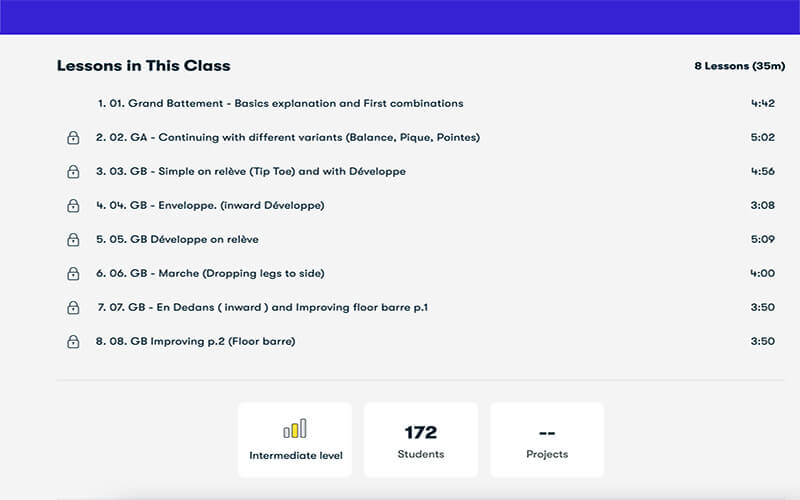 Lessons in This Class
8 Lessons (35m)
1. 01. Grand Battement - Basics explanation and First combinations 4:42
2. 02. GA - Continuing with different variants (Balance, Pique, Pointes) 5:02
3. 03. GB - Simple on relève (Tip Toe) and with Développe 4:56
4. 04. GB - Enveloppe. (inward Développe) 3:08
5. 05. GB Développe on relève 5:09
6. 06. GB - Marche (Dropping legs to side) 4:00
7. 07. GB - En Dedans ( inward ) and Improving floor barre p.1 3:50
8. 08. GB Improving p.2 (Floor barre) 3:50
Intermediate level
172
Students
--
Projects